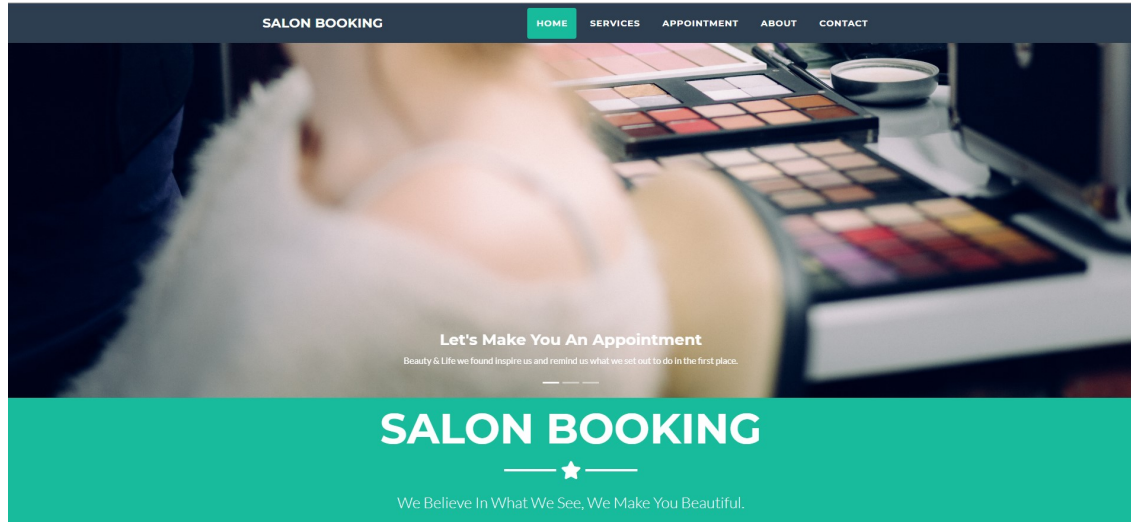 SALON BOOKING
HOME SERVICES APPOINTMENT ABOUT CONTACT
Let's Make You An Appointment
Beauty & Life we found inspire us and remind us what we set out to do in the first place.
SALON BOOKING
We Believe In What We See, We Make You Beautiful.